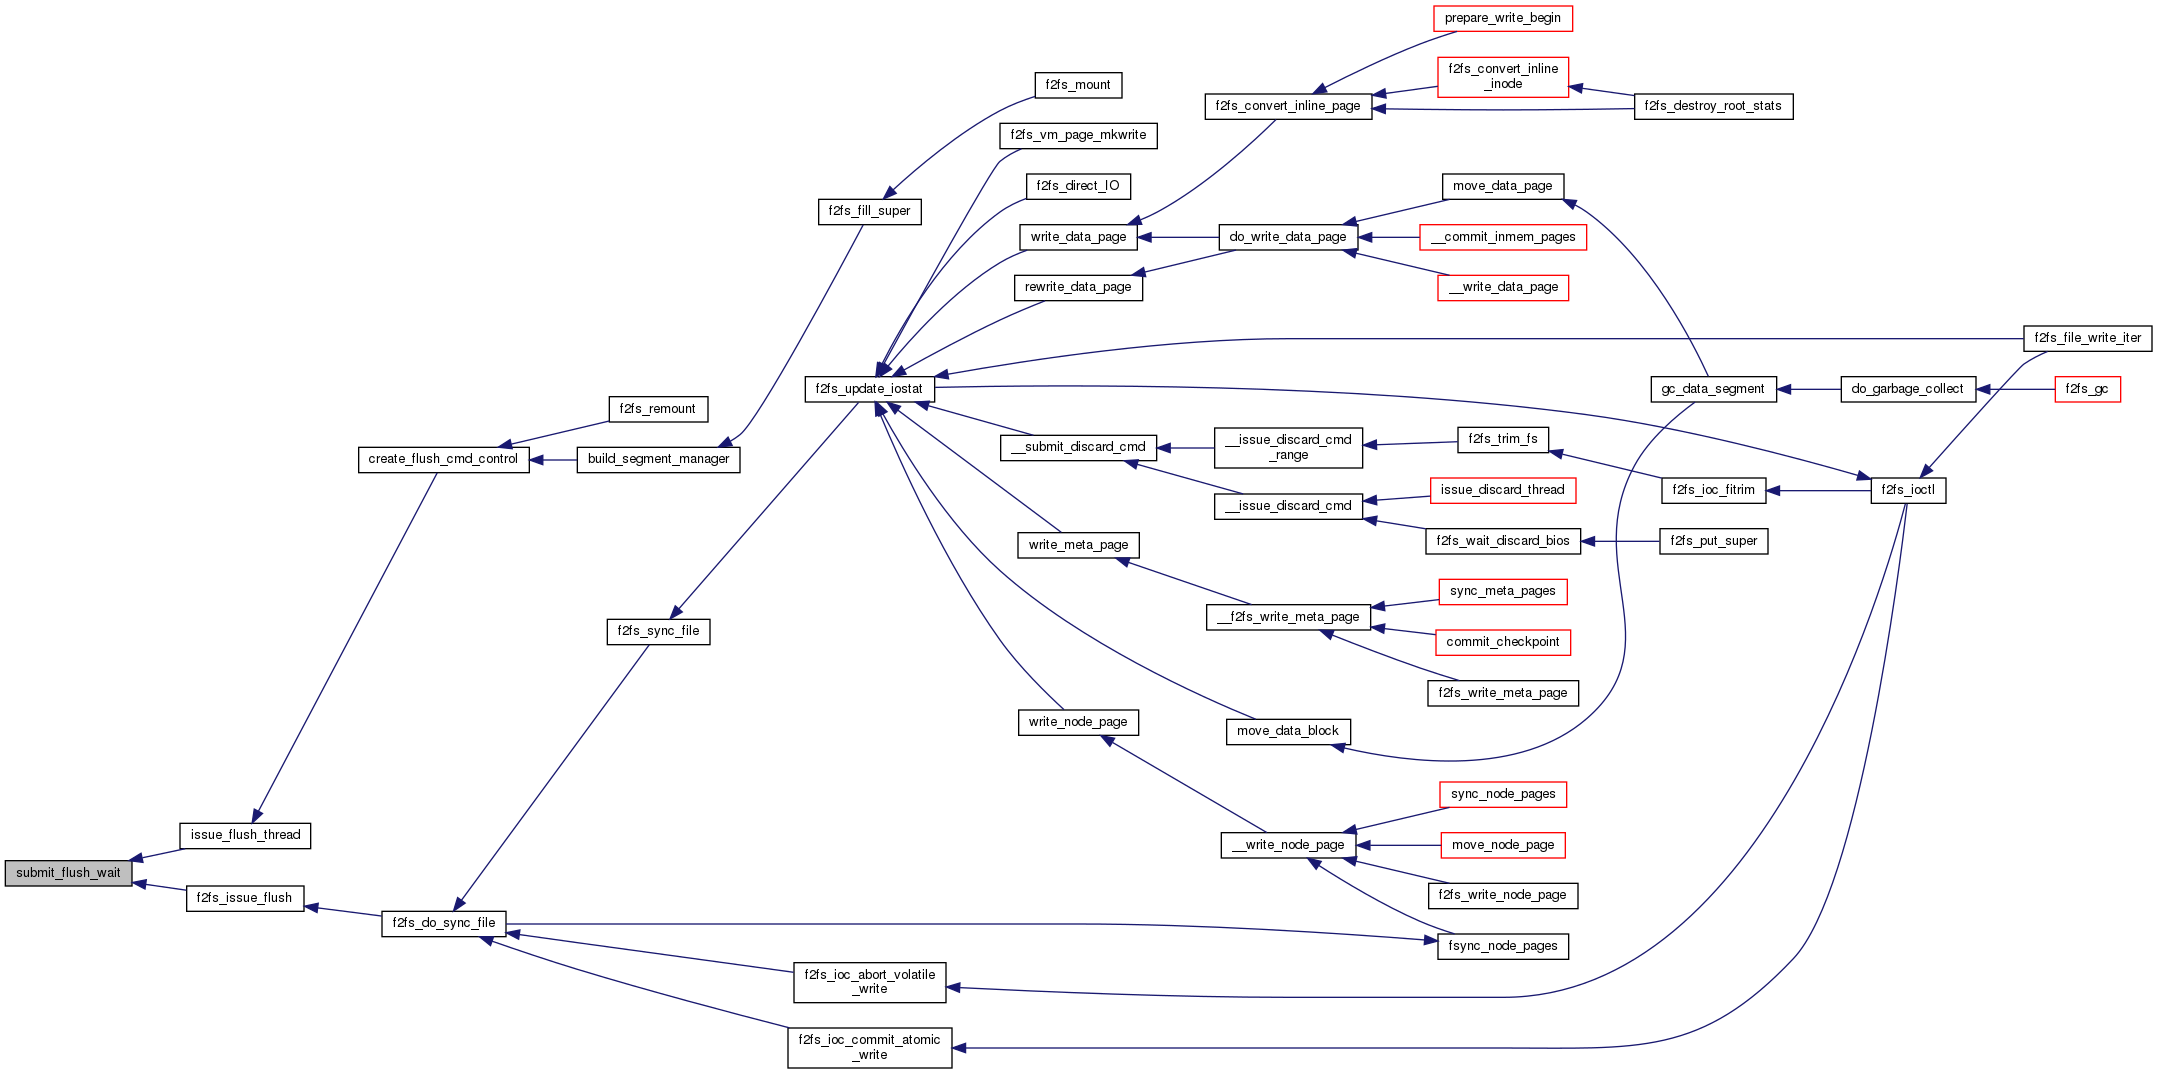 prepare_write_begin
f2fs_convert_inline
_inode
f2fs_mount
f2fs_convert_inline_page
f2fs_destroy_root_stats
f2fs_vm_page_mkwrite
f2fs_direct_IO
move_data_page
f2fs_fill_super
write_data_page
do_write_data_page
__commit_inmem_pages
rewrite_data_page
__write_data_page
f2fs_file_write_iter
f2fs_update_iostat
gc_data_segment
do_garbage_collect
f2fs_gc
f2fs_remount
create_flush_cmd_control
build_segment_manager
__submit_discard_cmd
__issue_discard_cmd
_range
f2fs_trim_fs
issue_discard_thread
f2fs_ioc_fitrim
f2fs_ioctl
__issue_discard_cmd
f2fs_wait_discard_bios
f2fs_put_super
write_meta_page
sync_meta_pages
__f2fs_write_meta_page
f2fs_sync_file
commit_checkpoint
f2fs_write_meta_page
write_node_page
move_data_block
sync_node_pages
issue_flush_thread
__write_node_page
move_node_page
submit_flush_wait
f2fs_issue_flush
f2fs_write_node_page
f2fs_do_sync_file
fsync_node_pages
f2fs_ioc_abort_volatile
_write
f2fs_ioc_commit_atomic
_write